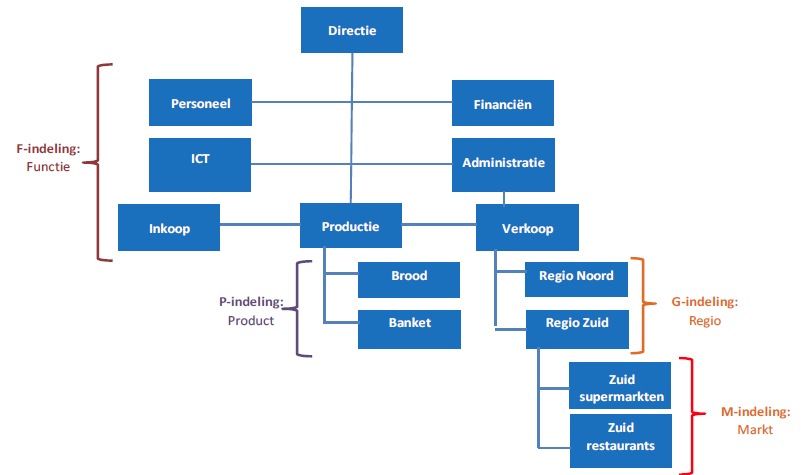 Directie
Personeel
Financiën
F-indeling:
Functie
ICT
Administratie
Inkoop
Productie
Verkoop
P-indeling:
Product
Brood
Banket
Regio Noord
Regio Zuid
G-indeling:
Regio
Zuid
supermarkten
Zuid
restaurants
M-indeling:
Markt